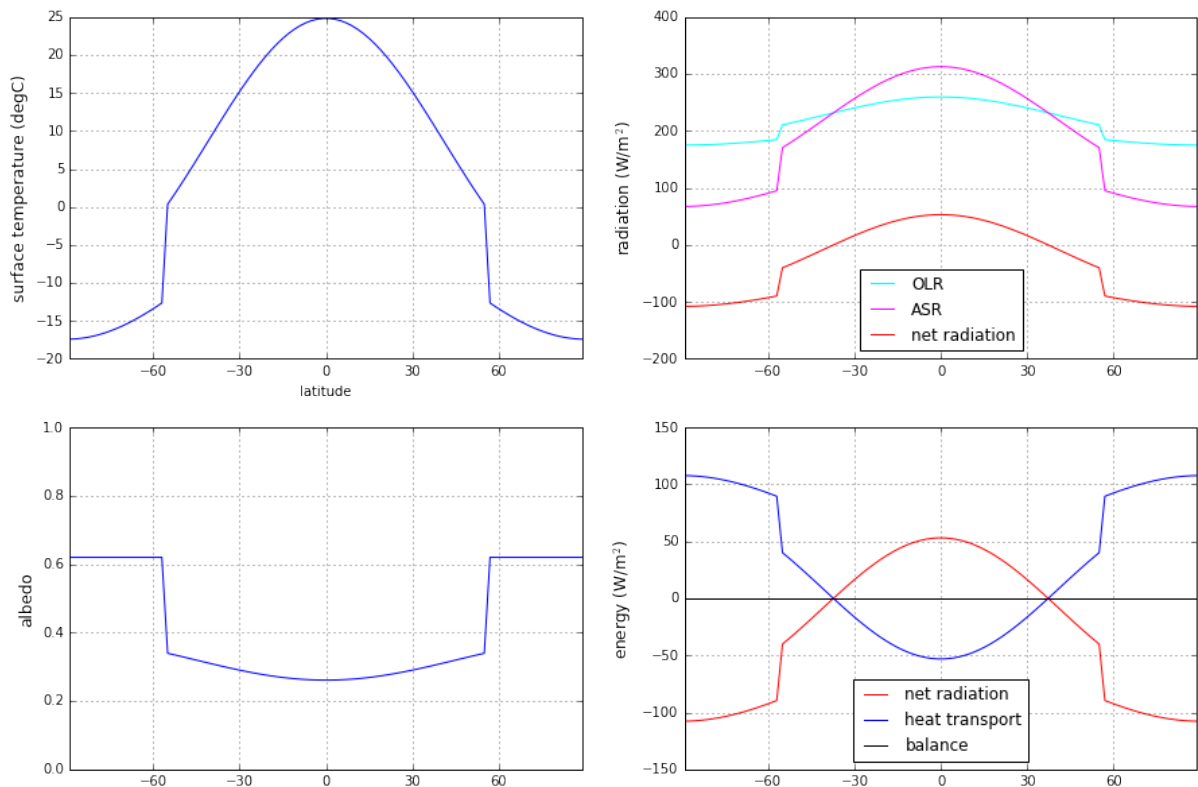 25
20
15
10
5
0
−5
−10
−15
−20
surface temperature (degC)
−60 −30 0 30 60
latitude
400
300
200
100
0
−100
−200
radiation (W/m²)
OLR
ASR
net radiation
−60 −30 0 30 60
1.0
0.8
0.6
0.4
0.2
0.0
albedo
−60 −30 0 30 60
150
100
50
0
−50
−100
−150
energy (W/m²)
net radiation
heat transport
balance
−60 −30 0 30 60